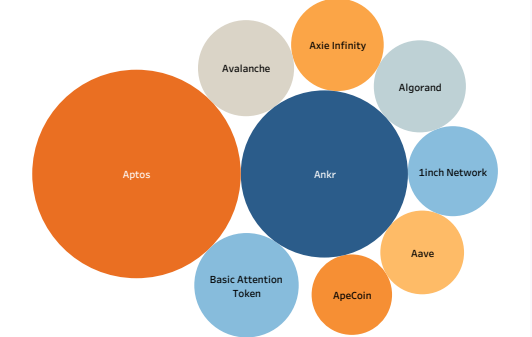 Axie Infinity
Avalanche
Algorand
Aptos
Ankr
1inch Network
Aave
Basic Attention
Token
ApeCoin